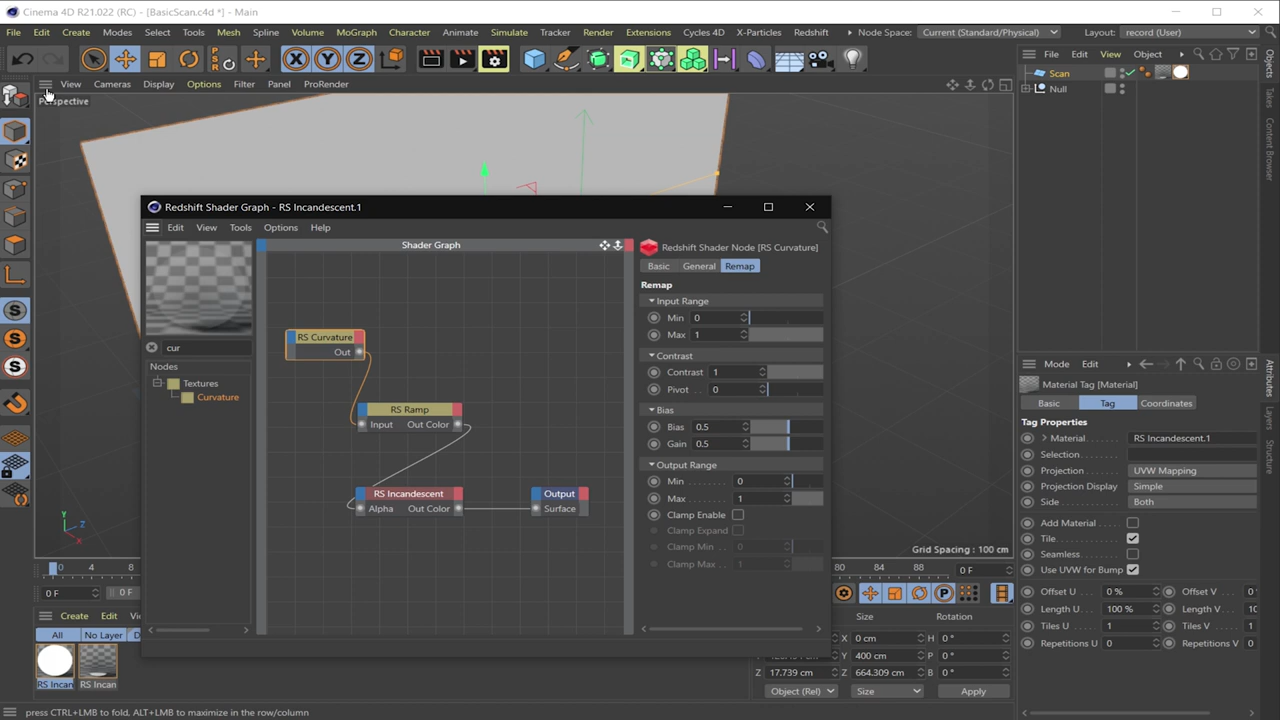 Cinema 4D R21.022 (RC) - [BasicScan.c4d *] - Main
File Edit Create Modes Select Tools Mesh Spline Volume MoGraph Character Animate Simulate Tracker Render Extensions Cycles 4D X-Particles Redshift Node Space: Current (Standard/Physical) Layout: record (User)
File Edit View Object
View Cameras Display Options Filter Panel ProRender
Scan
Null
Perspective
Objects
Takes
Content Browser
Redshift Shader Graph - RS Incandescent.1
Edit View Tools Options Help
Shader Graph
Redshift Shader Node [RS Curvature]
Basic General Remap
Remap
Input Range
Min 0
Max 1
Contrast
Contrast 1
Pivot . . 0
Bias
Bias 0.5
Gain 0.5
Output Range
Min . . . . . . . 0
Max . . . . . . . 1
Clamp Enable
Clamp Expand
Clamp Min . . 0
Clamp Max . . 1
cur
Nodes
Textures
Curvature
RS Curvature
Out
RS Ramp
Input Out Color
RS Incandescent
Alpha Out Color
Output
Surface
Mode Edit
Material Tag [Material]
Basic Tag Coordinates
Tag Properties
Material RS Incandescent.1
Selection
Projection UVW Mapping
Projection Display Simple
Side Both
Add Material
Tile
Seamless
Use UVW for Bump
Offset U . . . 0 % Offset V . . 0
Length U . . . 100 % Length V . . 10
Tiles U 1 Tiles V 1
Repetitions U 0 Repetitions V 0
Attributes
Layers
Structure
Y
Z
X
Grid Spacing : 100 cm
0 4 8 80 84 88 0 F
0 F 0 F
Create Edit
All No Layer
RS Incan RS Incan
Size Rotation
X 0 cm H 0 °
Y 400 cm P 0 °
Z 17.739 cm Z 664.309 cm B 0 °
Object (Rel) Size Apply
press CTRL+LMB to fold, ALT+LMB to maximize in the row/column